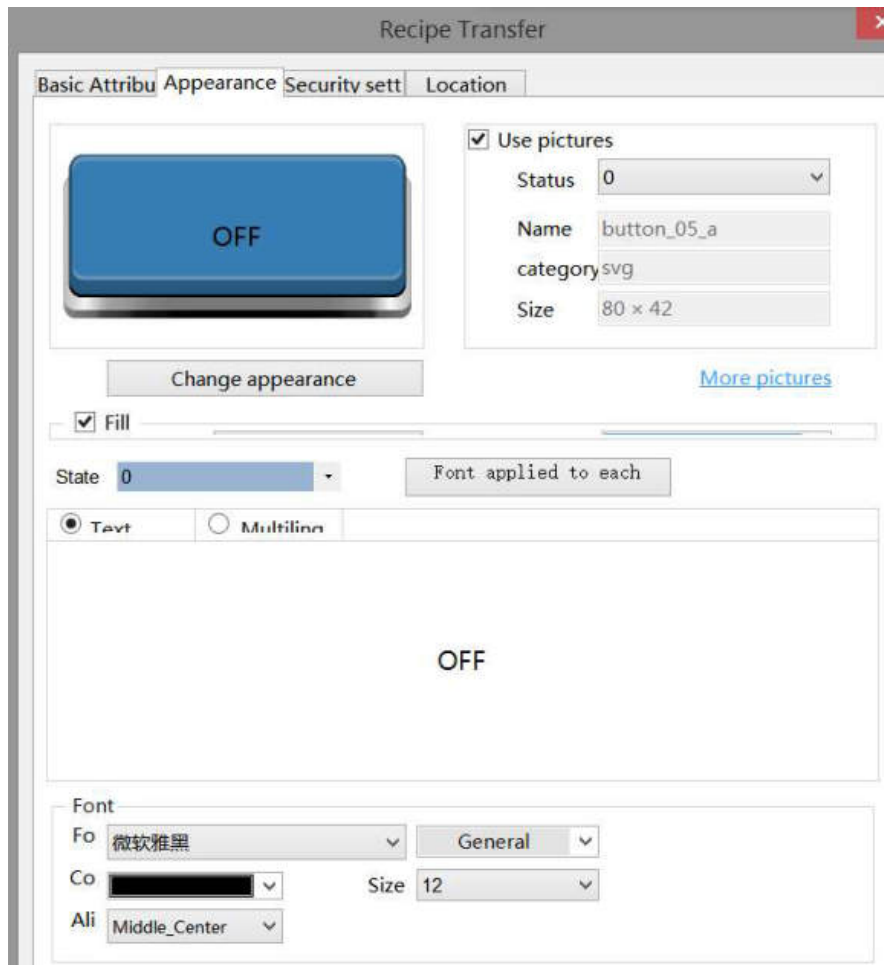 Recipe Transfer
Basic Attribu Appearance Security sett Location
OFF
Use pictures
Status 0
Name button_05_a
category svg
Size 80 × 42
Change appearance
More pictures
Fill
State 0
Font applied to each
Text Multiling
OFF
Font
Fo 微软雅黑 General
Co Size 12
Ali Middle_Center